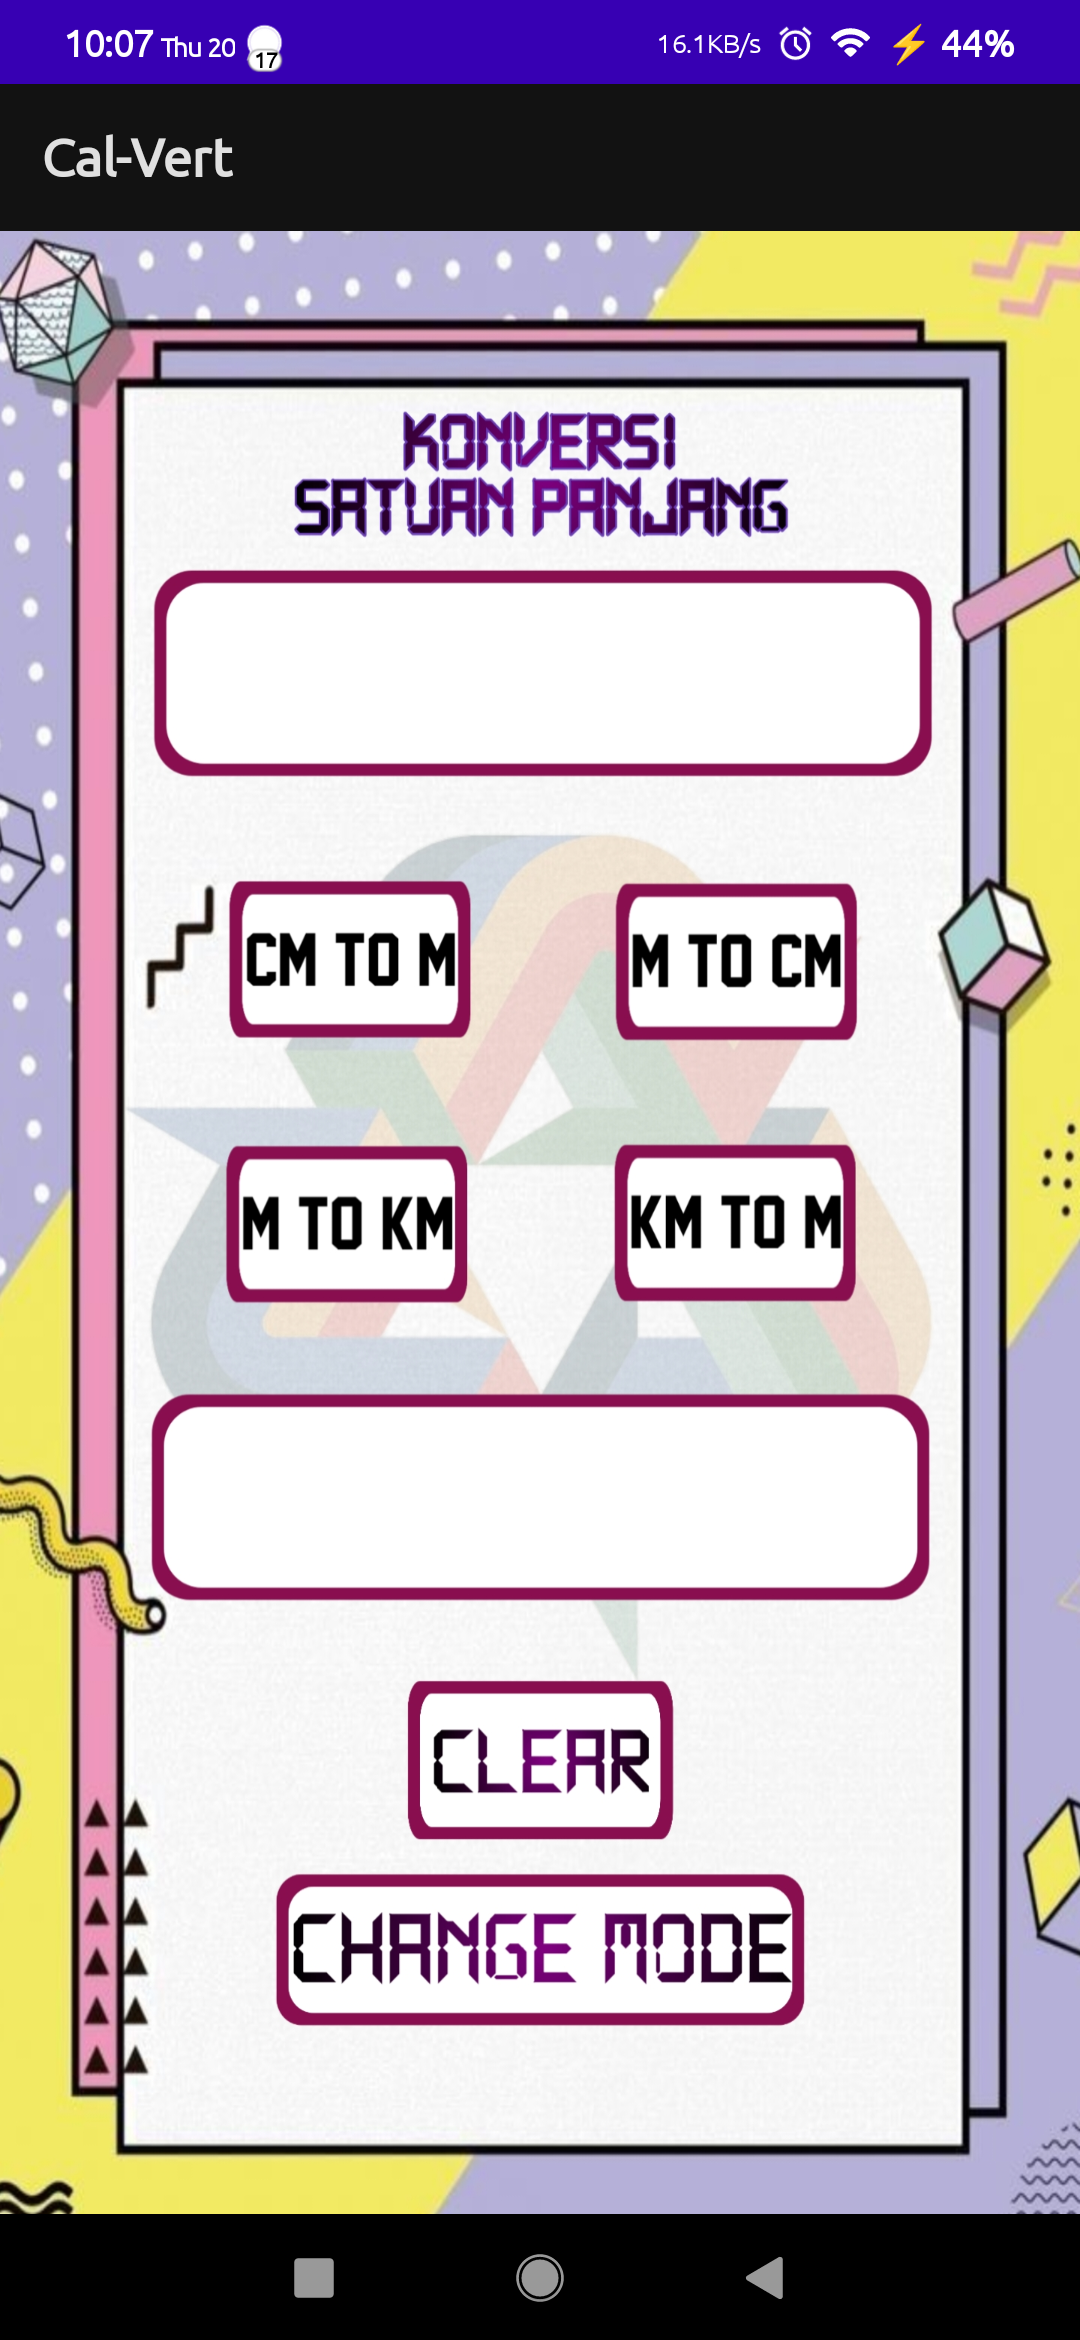 10:07 Thu 20 17 16.1KB/s 44%
Cal-Vert
KONVERSI
SATUAN PANJANG
CM TO M
M TO CM
M TO KM
KM TO M
CLEAR
CHANGE MODE